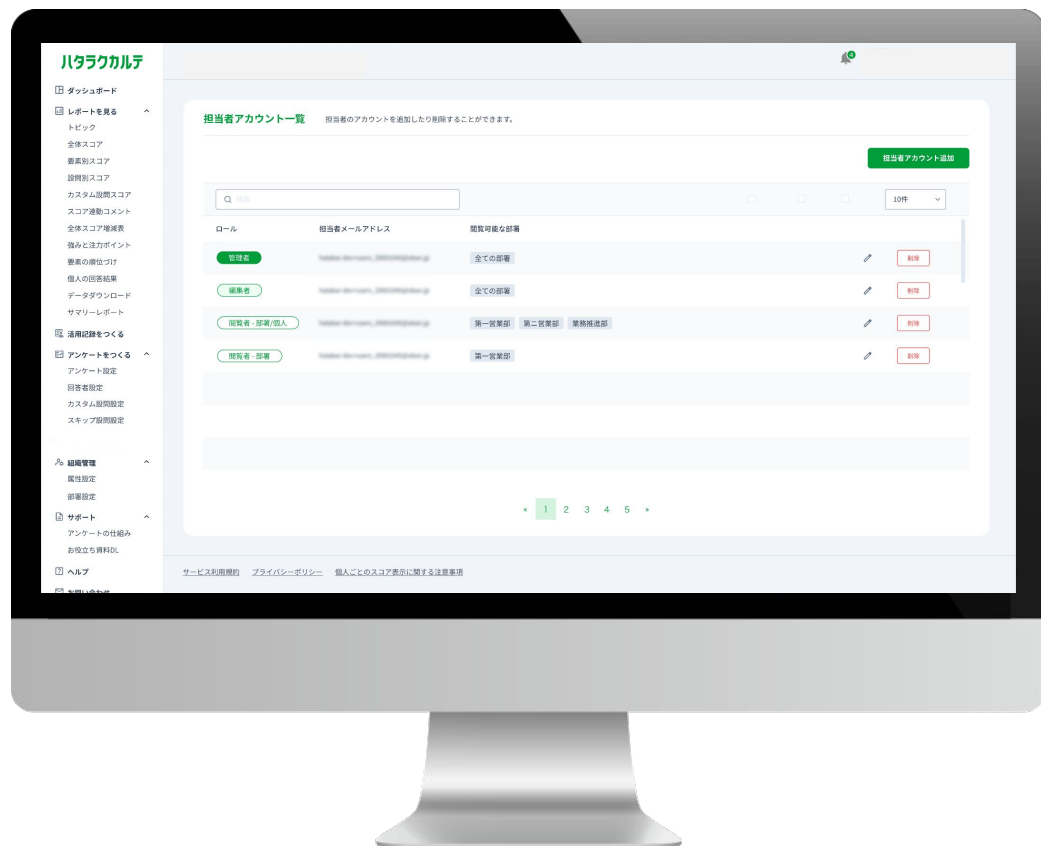 ハタラクカルテ
4
ダッシュボード
レポートを見る
トピック
全体スコア
要素別スコア
設問別スコア
カスタム設問スコア
スコア連動コメント
全体スコア増減表
強みと注力ポイント
要素の順位づけ
個人の回答結果
データダウンロード
サマリーレポート
活用記録をつくる
アンケートをつくる
アンケート設定
回答者設定
カスタム設問設定
スキップ設問設定
組織管理
属性設定
部署設定
サポート
アンケートの仕組み
お役立ち資料DL
ヘルプ
お問い合わせ
担当者アカウント一覧 担当者のアカウントを追加したり削除することができます。
担当者アカウント追加
検索 10件
ロール 担当者メールアドレス 閲覧可能な部署
管理者 全ての部署 削除
編集者 全ての部署 削除
閲覧者 - 部署/個人 第一営業部 第二営業部 業務推進部 削除
閲覧者 - 部署 第一営業部 削除
1 2 3 4 5
サービス利用規約 プライバシーポリシー 個人ごとのスコア表示に関する注意事項